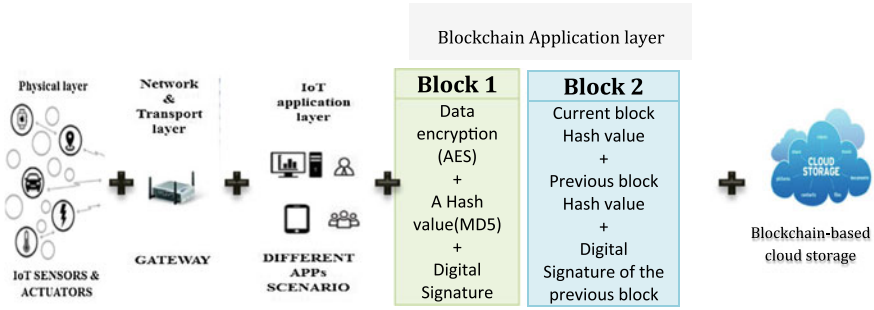 Blockchain Application layer
Physical layer
IoT SENSORS &
ACTUATORS
Network
&
Transport
layer
GATEWAY
IoT
application
layer
DIFFERENT
APPs
SCENARIO
Block 1
Data
encryption
(AES)
+
A Hash
value(MD5)
+
Digital
Signature
Block 2
Current block
Hash value
+
Previous block
Hash value
+
Digital
Signature of the
previous block
CLOUD
STORAGE
Blockchain-based
cloud storage